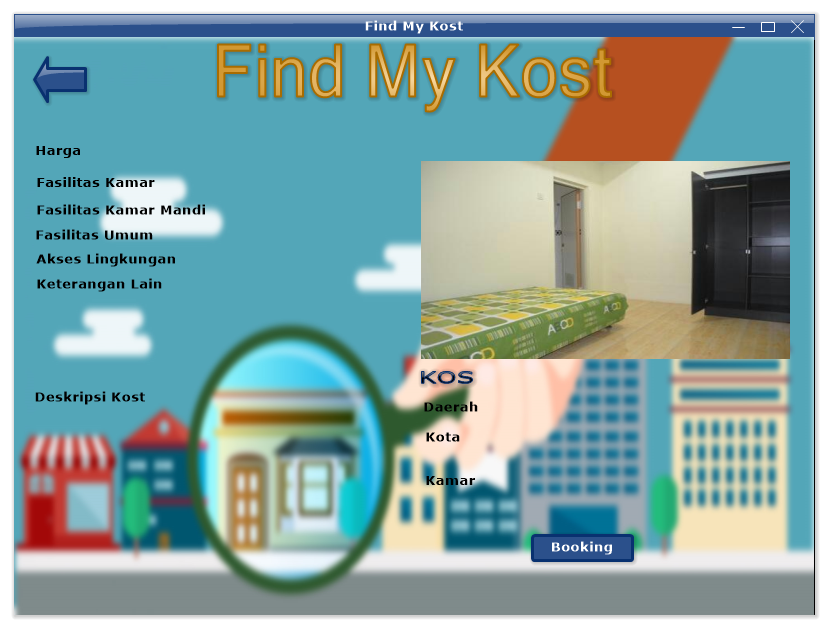 Find My Kost
Find My Kost
Harga
Fasilitas Kamar
Fasilitas Kamar Mandi
Fasilitas Umum
Akses Lingkungan
Keterangan Lain
Deskripsi Kost
KOS
Daerah
Kota
Kamar
Booking